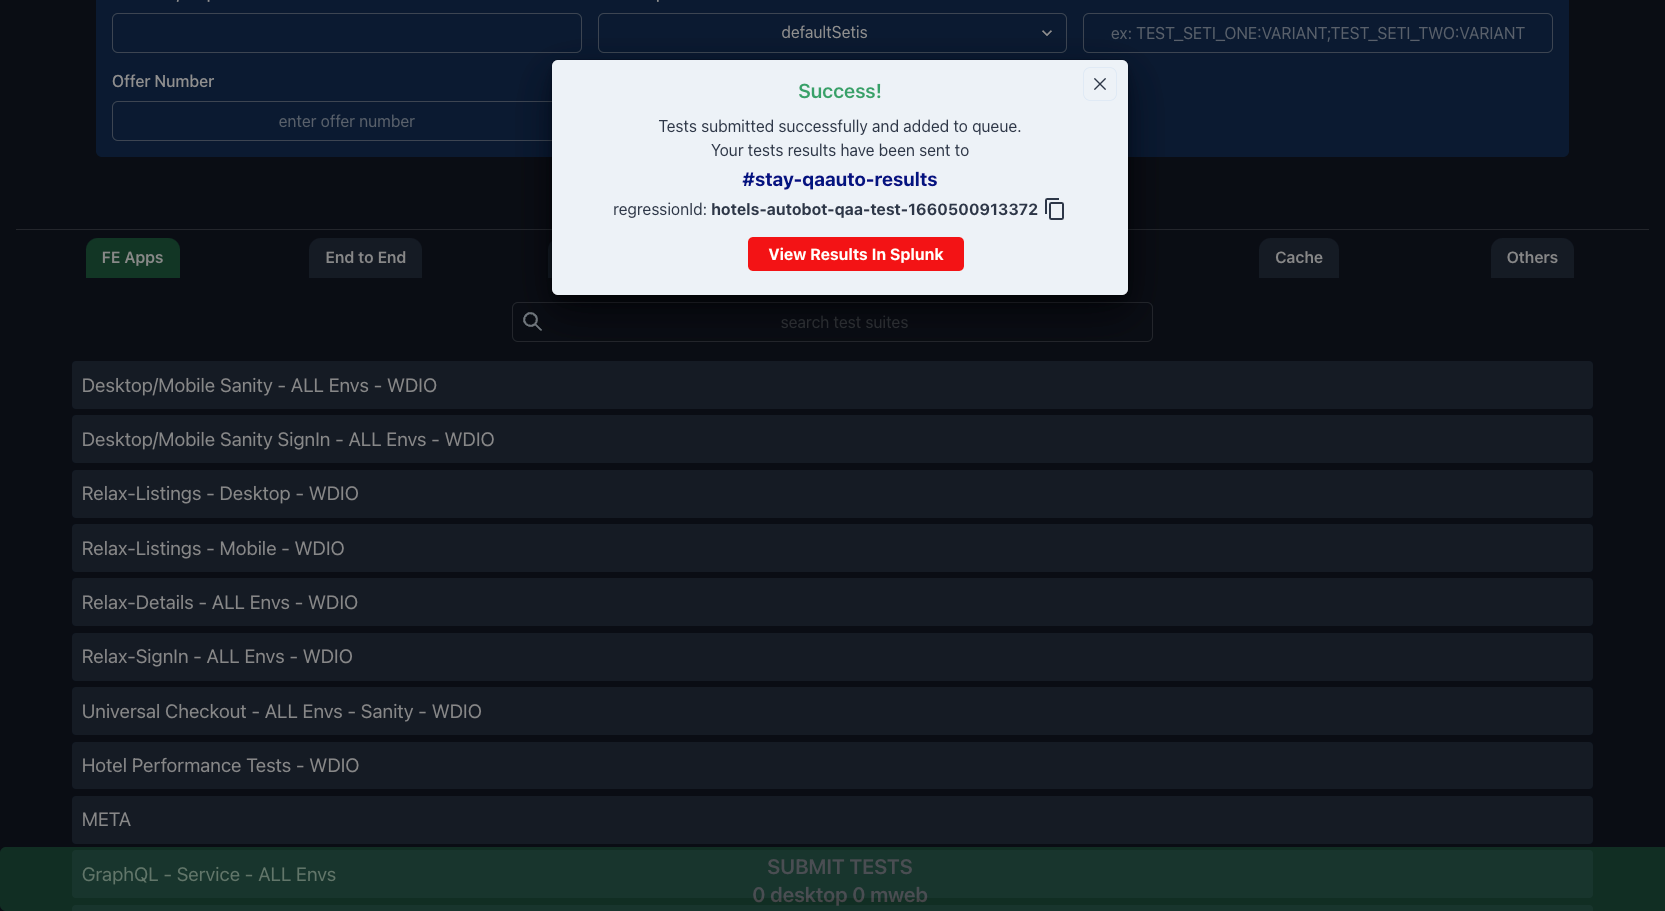 defaultSetis
ex: TEST_SETI_ONE:VARIANT;TEST_SETI_TWO:VARIANT
Offer Number
enter offer number
Success!
Tests submitted successfully and added to queue.
Your tests results have been sent to
#stay-qaauto-results
regressionId: hotels-autobot-qaa-test-1660500913372
View Results In Splunk
FE Apps
End to End
Cache
Others
search test suites
Desktop/Mobile Sanity - ALL Envs - WDIO
Desktop/Mobile Sanity SignIn - ALL Envs - WDIO
Relax-Listings - Desktop - WDIO
Relax-Listings - Mobile - WDIO
Relax-Details - ALL Envs - WDIO
Relax-SignIn - ALL Envs - WDIO
Universal Checkout - ALL Envs - Sanity - WDIO
Hotel Performance Tests - WDIO
META
GraphQL - Service - ALL Envs
SUBMIT TESTS
0 desktop 0 mweb